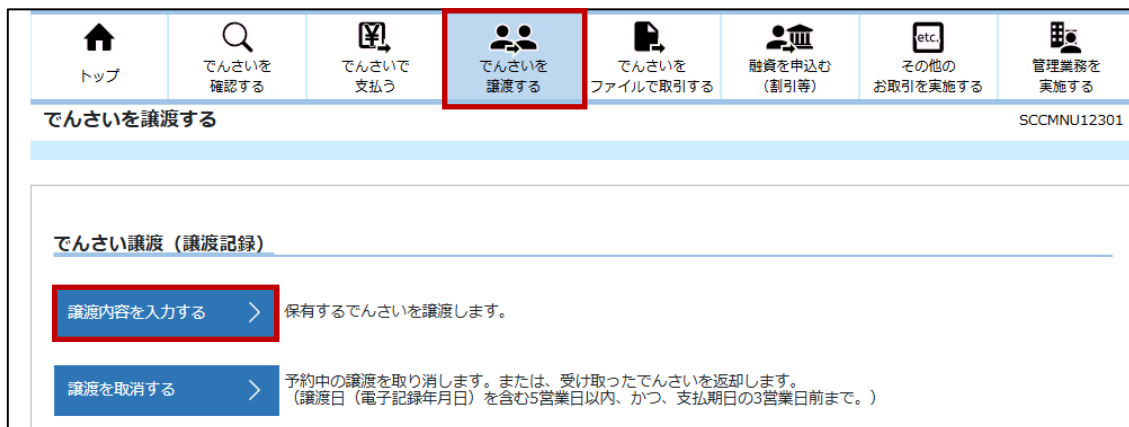 トップ
でんさいを
確認する
でんさいで
支払う
でんさいを
譲渡する
でんさいを
ファイルで取引する
融資を申込む
（割引等）
etc.
その他の
お取引を実施する
管理業務を
実施する
でんさいを譲渡する
SCCMNU12301
でんさい譲渡（譲渡記録）
譲渡内容を入力する
保有するでんさいを譲渡します。
譲渡を取消する
予約中の譲渡を取り消します。または、受け取ったでんさいを返却します。
（譲渡日（電子記録年月日）を含む5営業日以内、かつ、支払期日の3営業日前まで。）